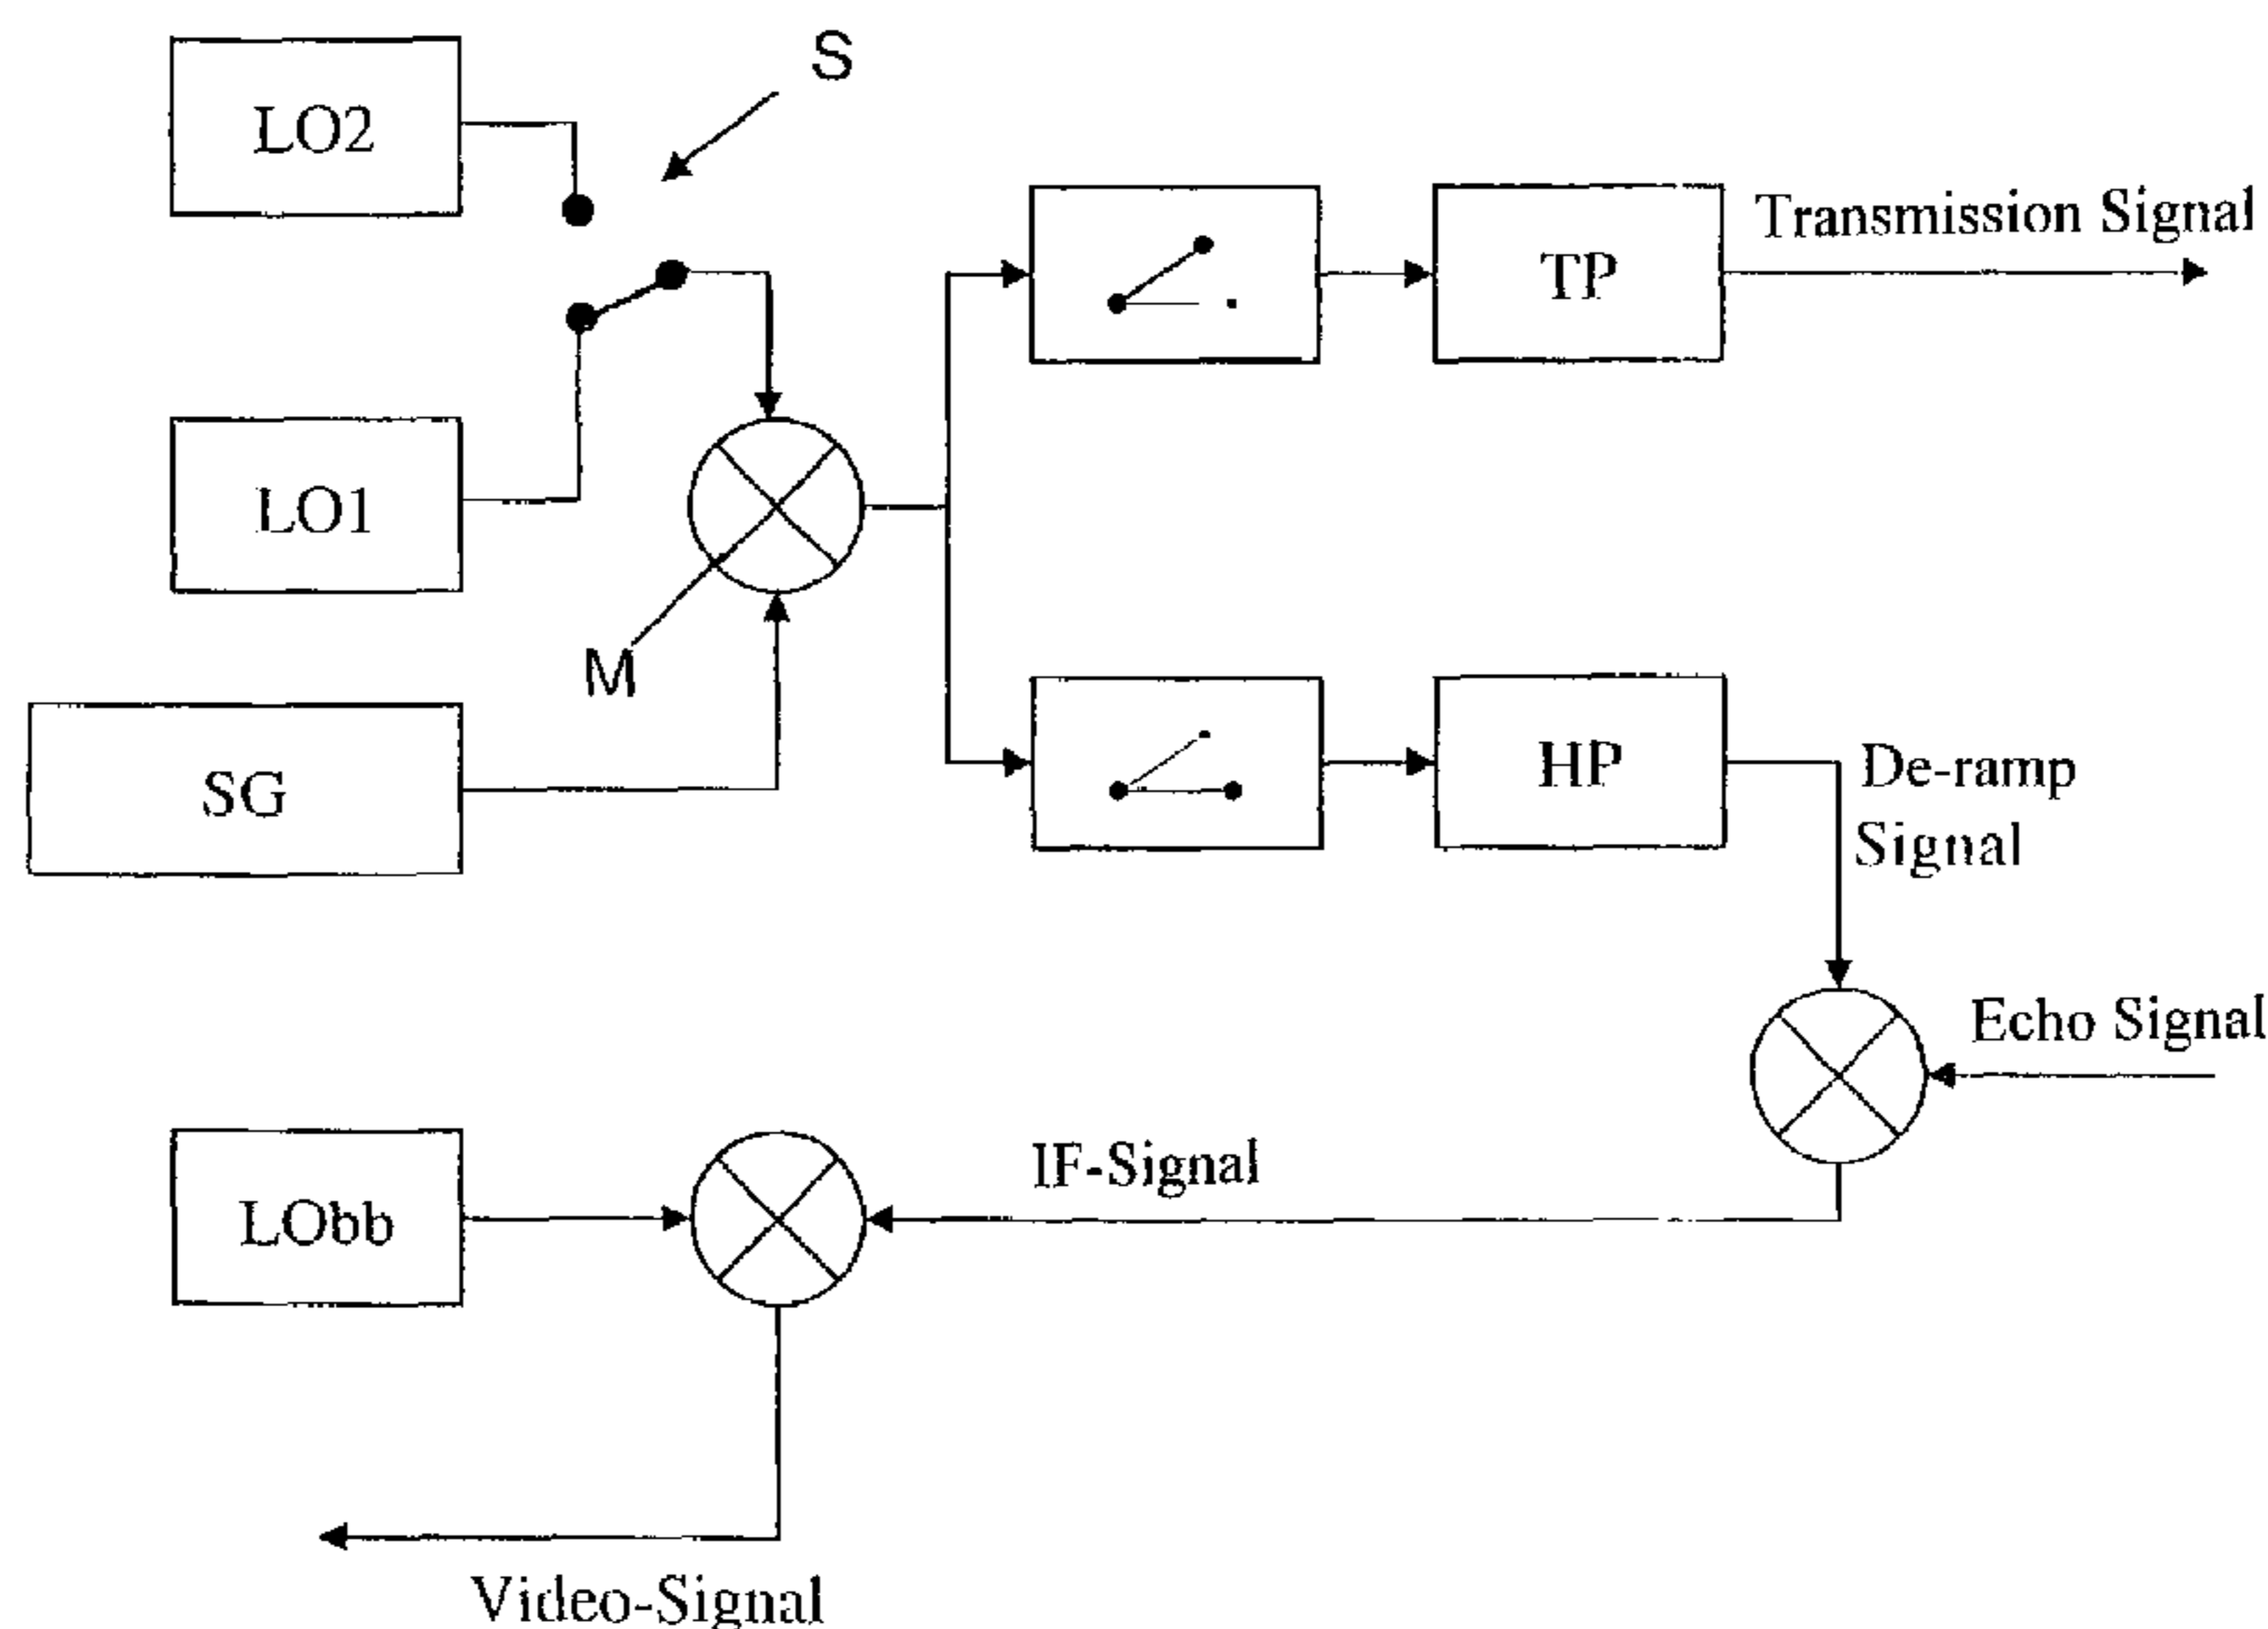 S
LO2
Transmission Signal
TP
LO1
M
SG
HP
De-ramp
Signal
Echo Signal
IF-Signal
LObb
Video-Signal